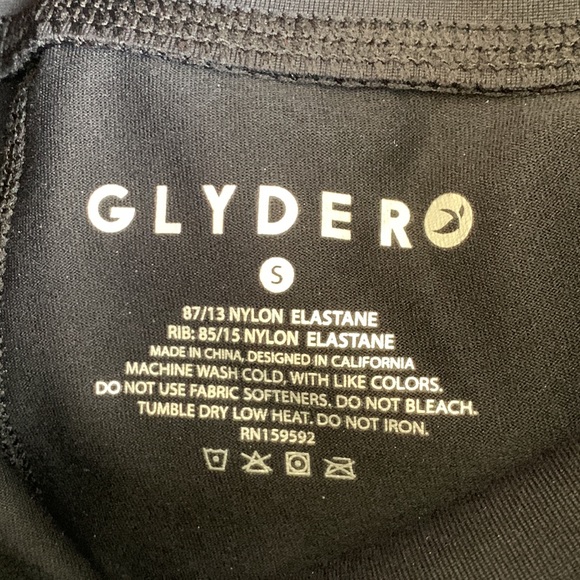 GLYDER
S
87/13 NYLON ELASTANE
RIB: 85/15 NYLON ELASTANE
MADE IN CHINA, DESIGNED IN CALIFORNIA
MACHINE WASH COLD, WITH LIKE COLORS.
DO NOT USE FABRIC SOFTENERS. DO NOT BLEACH.
TUMBLE DRY LOW HEAT. DO NOT IRON.
RN159592